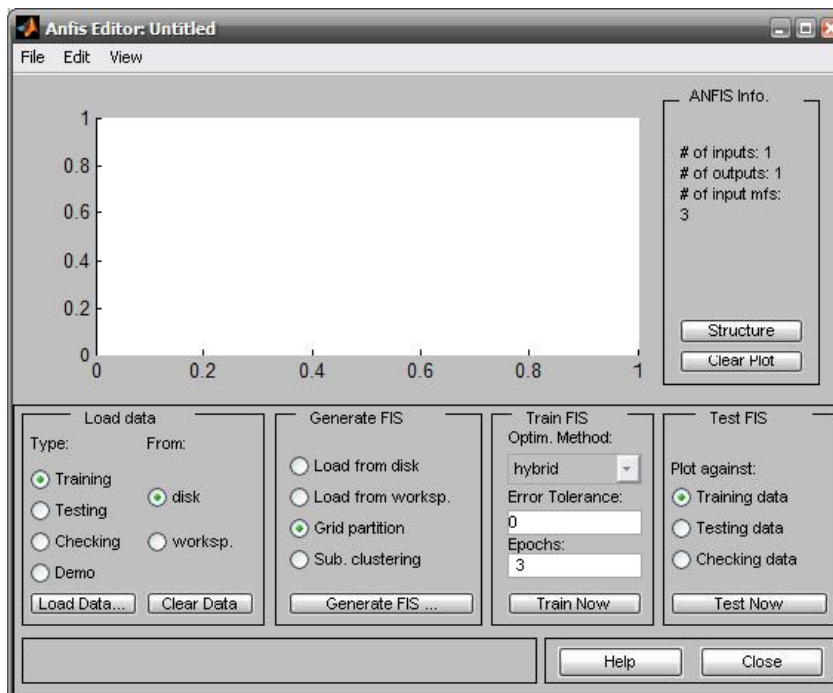 Anfis Editor: Untitled
File Edit View
ANFIS Info.
# of inputs: 1
# of outputs: 1
# of input mfs:
3
Structure
Clear Plot
1
0.8
0.6
0.4
0.2
0
0 0.2 0.4 0.6 0.8 1
Load data
Type: From:
Training
disk
Testing
Checking
worksp.
Demo
Load Data... Clear Data
Generate FIS
Load from disk
Load from worksp.
Grid partition
Sub. clustering
Generate FIS ...
Train FIS
Optim. Method:
hybrid
Error Tolerance:
0
Epochs:
3
Train Now
Test FIS
Plot against:
Training data
Testing data
Checking data
Test Now
Help Close